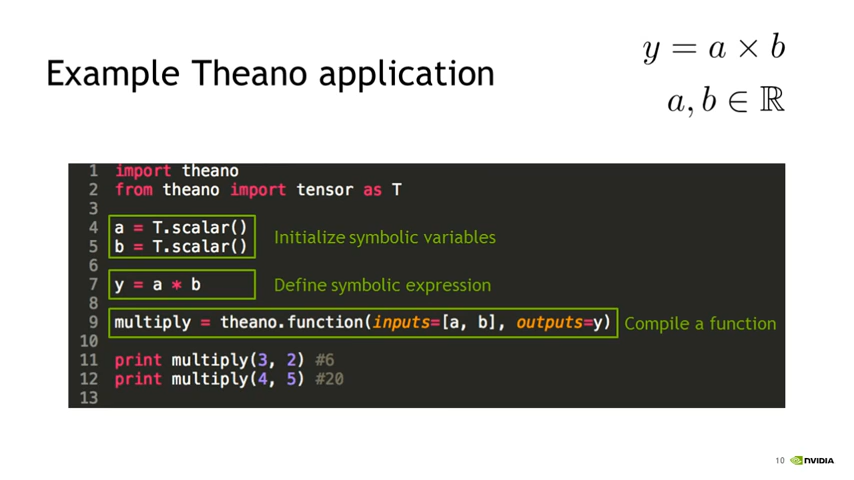 Example Theano application
y = a × b
a, b ∈ ℝ
1 import theano
2 from theano import tensor as T
3
4 a = T.scalar()
5 b = T.scalar()
Initialize symbolic variables
6
7 y = a * b
Define symbolic expression
8
9 multiply = theano.function(inputs=[a, b], outputs=y)
Compile a function
10
11 print multiply(3, 2) #6
12 print multiply(4, 5) #20
13
10
NVIDIA